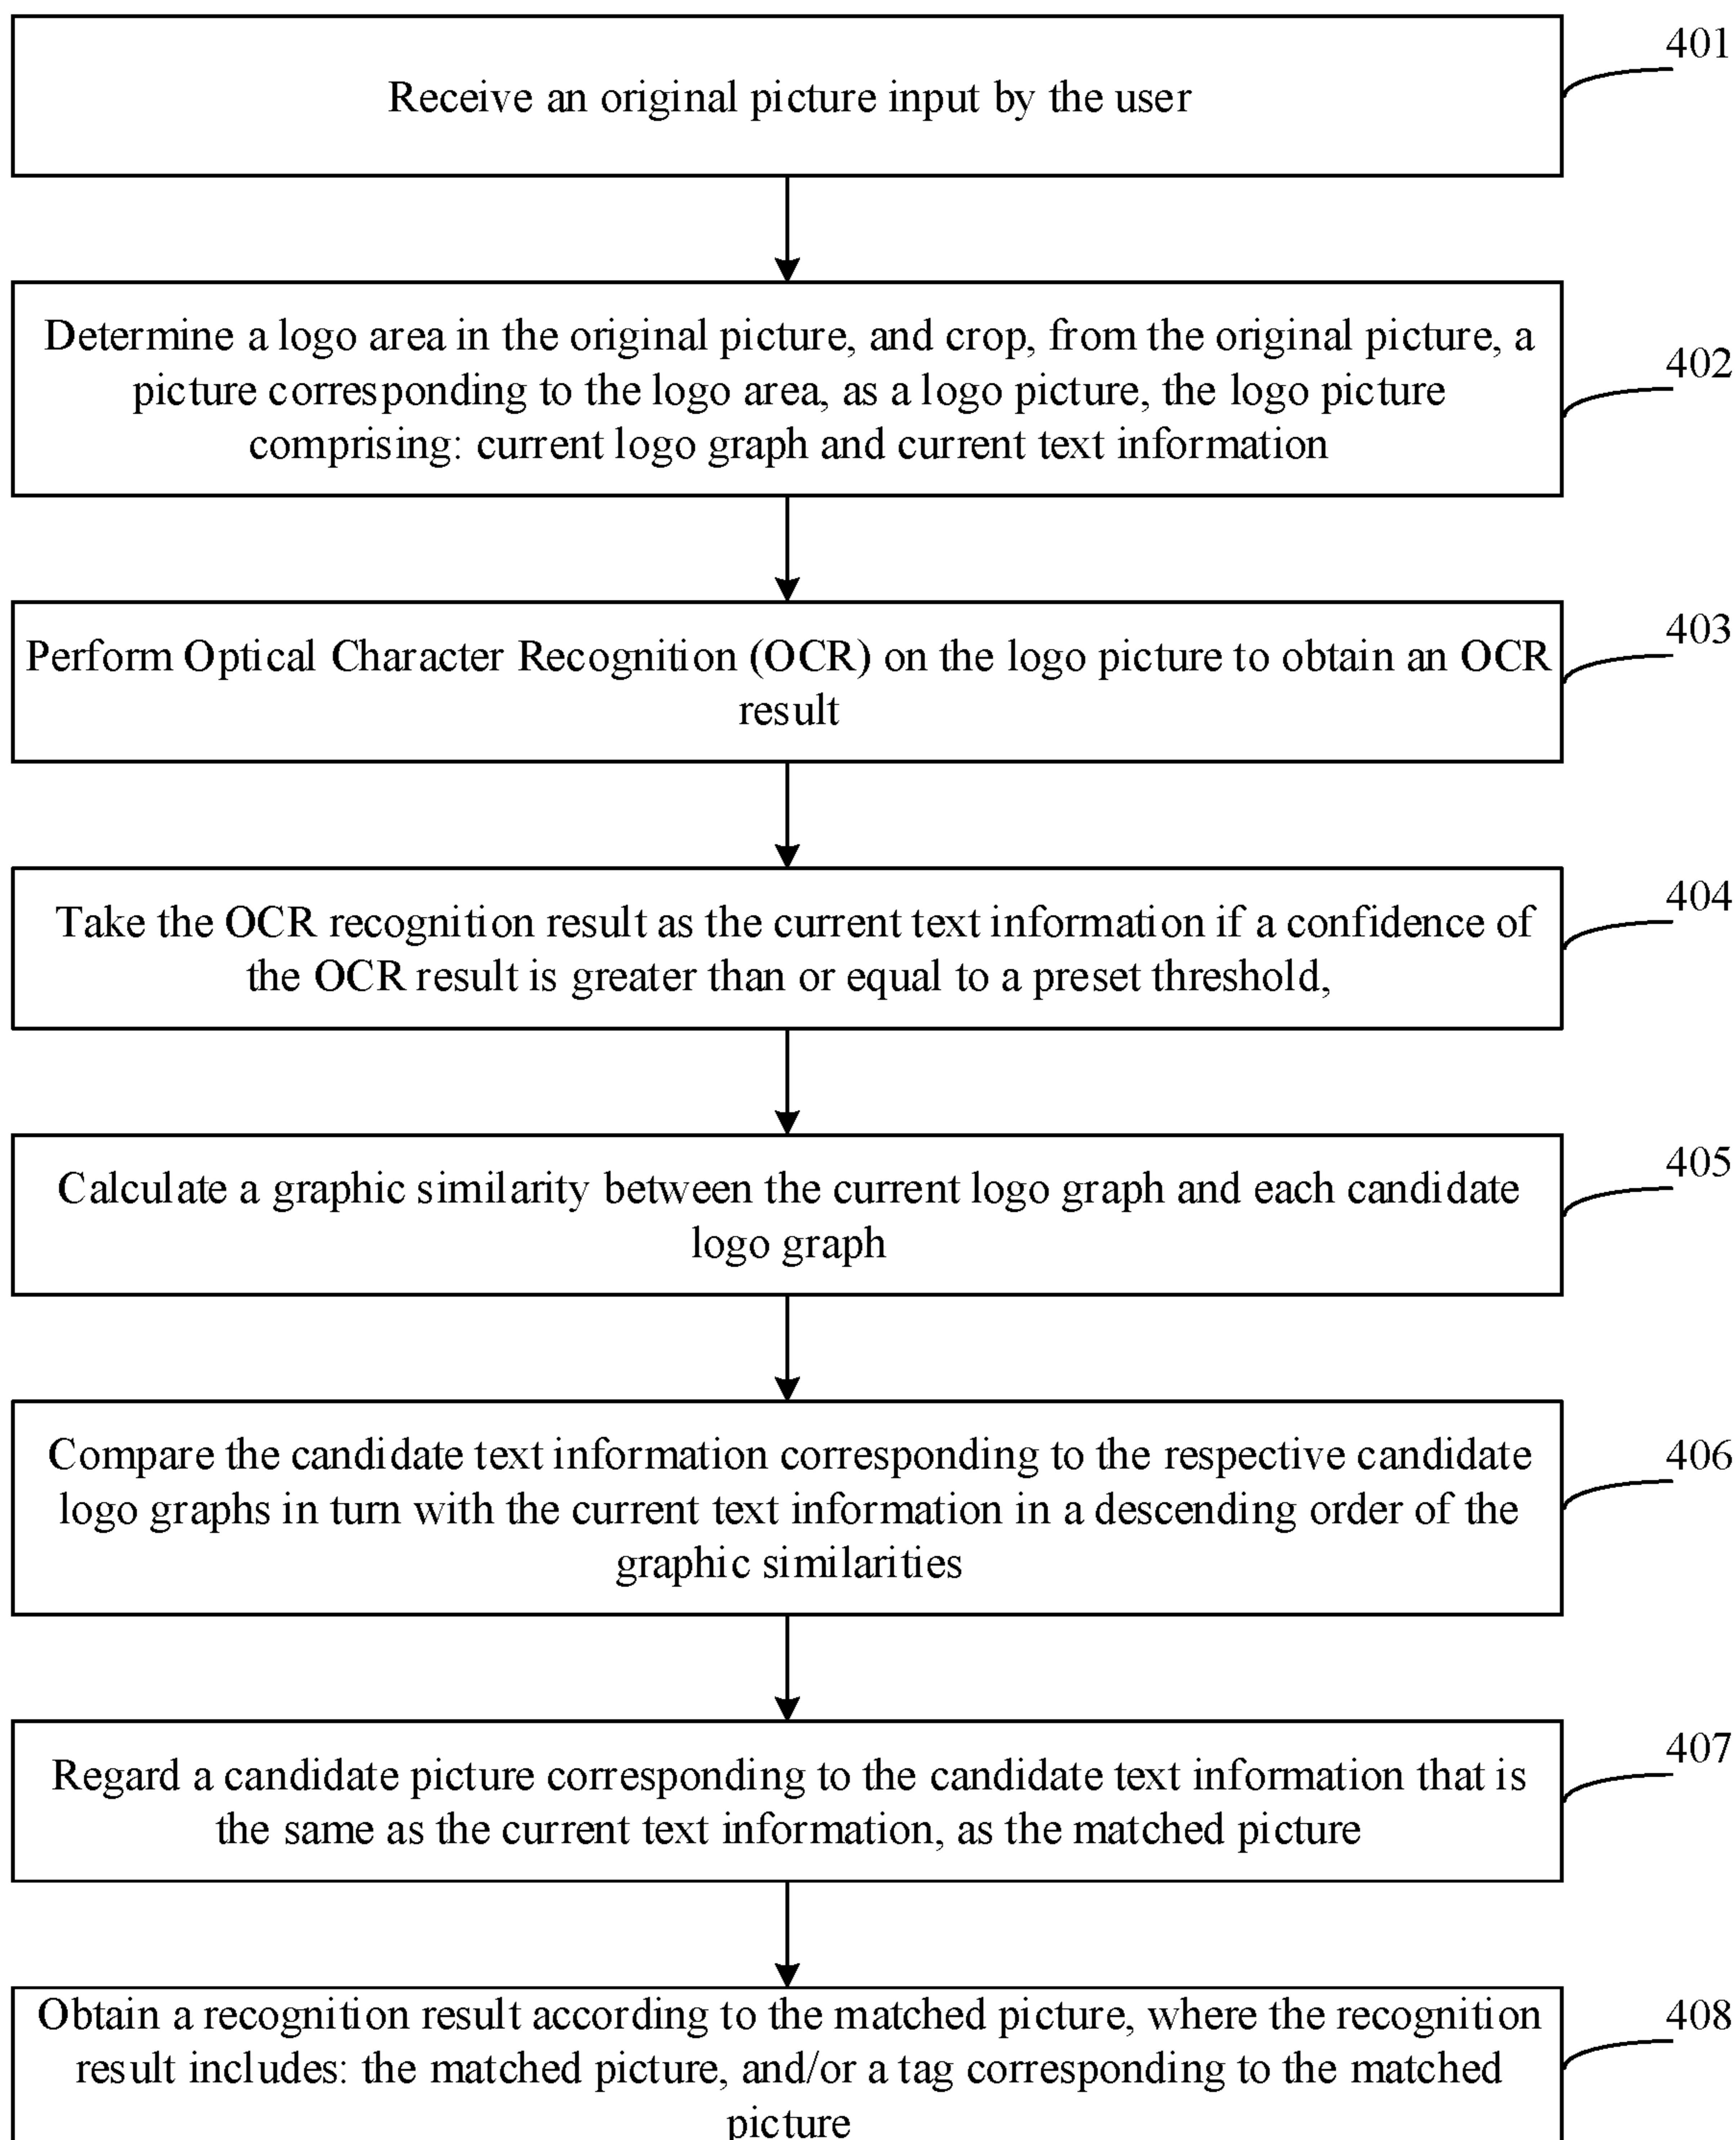 401
Receive an original picture input by the user
Determine a logo area in the original picture, and crop, from the original picture, a
402
picture corresponding to the logo area, as a logo picture, the logo picture
comprising: current logo graph and current text information
403
Perform Optical Character Recognition (OCR) on the logo picture to obtain an OCR
result
404
Take the OCR recognition result as the current text information if a confidence of
the OCR result is greater than or equal to a preset threshold,
405
Calculate a graphic similarity between the current logo graph and each candidate
logo graph
406
Compare the candidate text information corresponding to the respective candidate
logo graphs in turn with the current text information in a descending order of the
graphic similarities
407
Regard a candidate picture corresponding to the candidate text information that is
the same as the current text information, as the matched picture
408
Obtain a recognition result according to the matched picture, where the recognition
result includes: the matched picture, and/or a tag corresponding to the matched
picture